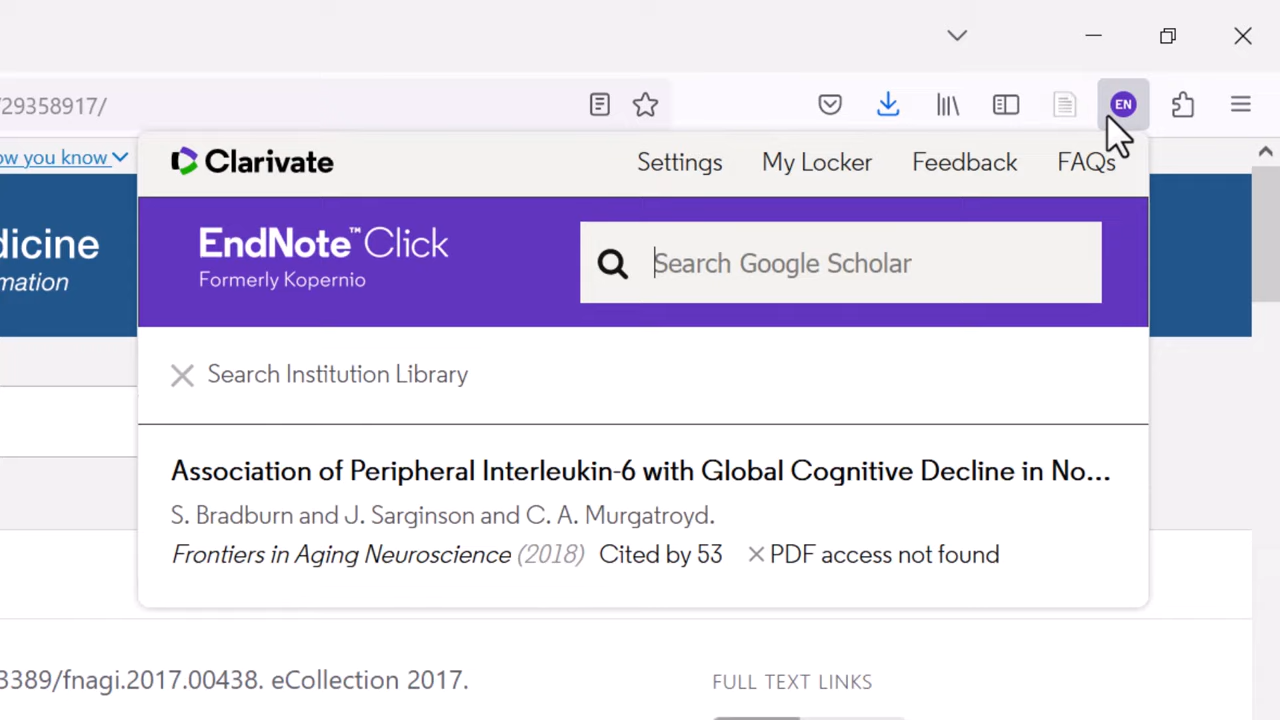 29358917/
EN
ow you know
Clarivate
Settings
My Locker
Feedback
FAQs
dicine
mation
EndNote™ Click
Formerly Kopernio
Search Google Scholar
Search Institution Library
Association of Peripheral Interleukin-6 with Global Cognitive Decline in No...
S. Bradburn and J. Sarginson and C. A. Murgatroyd.
Frontiers in Aging Neuroscience (2018) Cited by 53 × PDF access not found
3389/fnagi.2017.00438. eCollection 2017.
FULL TEXT LINKS